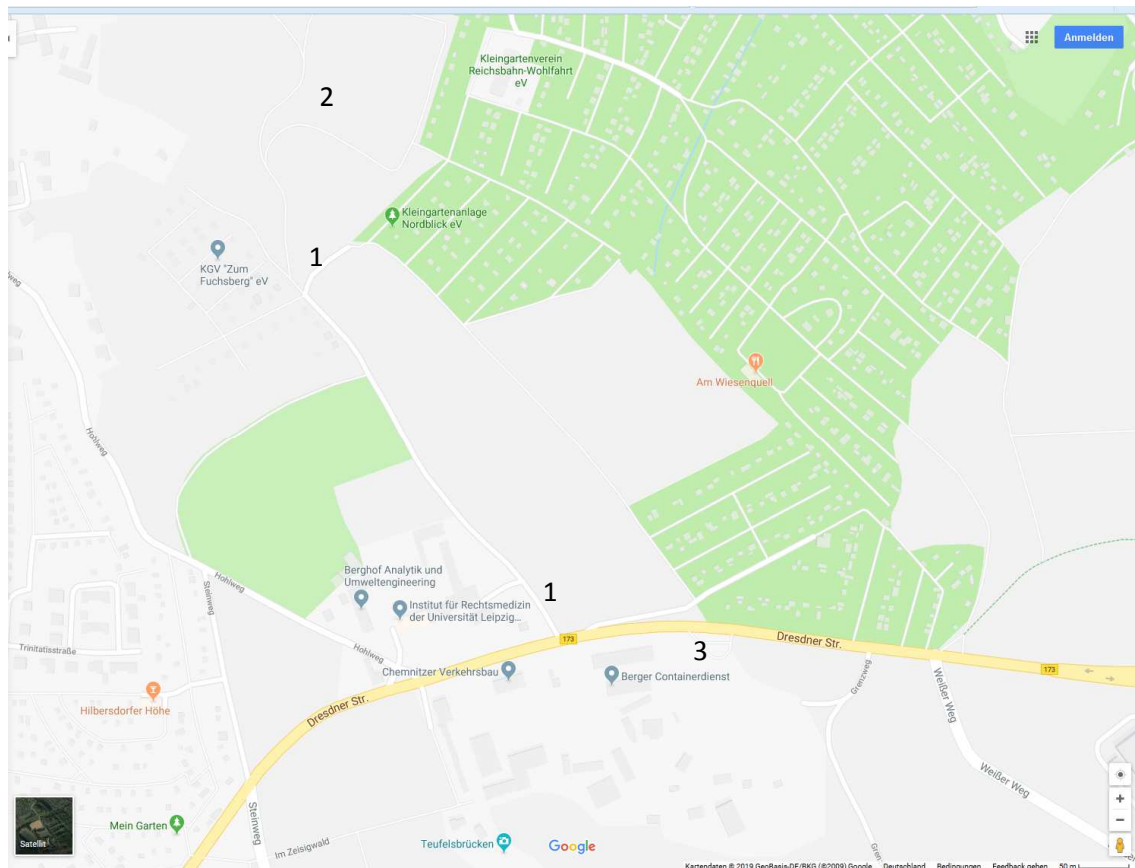 Anmelden
Kleingartenverein
Reichsbahn-Wohlfahrt
eV
2
Kleingartenanlage
Nordblick eV
1
KGV "Zum
Fuchsberg" eV
Hohlweg
Hohlweg
Am Wiesenquell
Berghof Analytik und
Umweltengineering
Hohlweg
Steinweg
Institut für Rechtsmedizin
der Universität Leipzig...
1
Trinitatisstraße
Hohlweg
173
Dresdner Str.
3
Chemnitzer Verkehrsbau
Berger Containerdienst
173
Grenzweg
Weißer Weg
Hilbersdorfer Höhe
Dresdner Str.
Weißer Weg
Steinweg
Mein Garten
Satellit
Im Zeisigwald
Teufelsbrücken
Google
Gren
Kartendaten © 2019 GeoBasis-DE/BKG (©2009) Google Deutschland Bedingungen Feedback geben 50 m